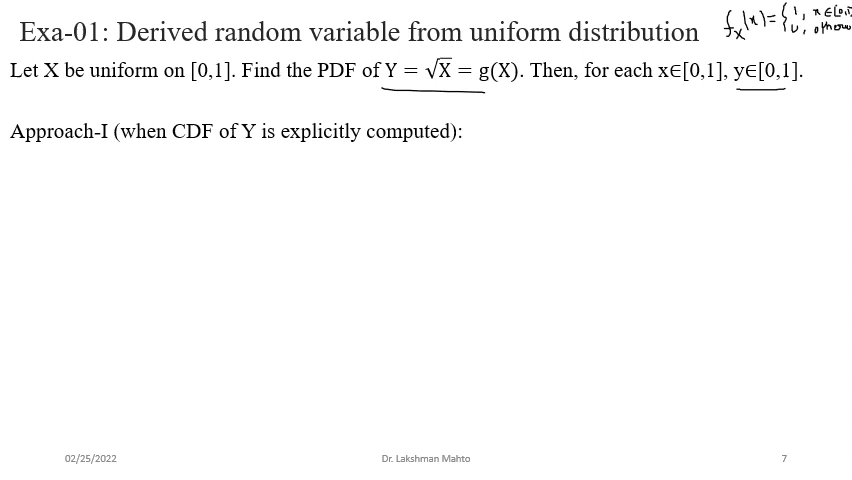 Exa-01: Derived random variable from uniform distribution
f_X(x) = { 1, x ∈ [0,1]
0, 
Let X be uniform on [0,1]. Find the PDF of Y = √X = g(X). Then, for each x∈[0,1], y∈[0,1].
Approach-I (when CDF of Y is explicitly computed):
02/25/2022
Dr. Lakshman Mahto
7